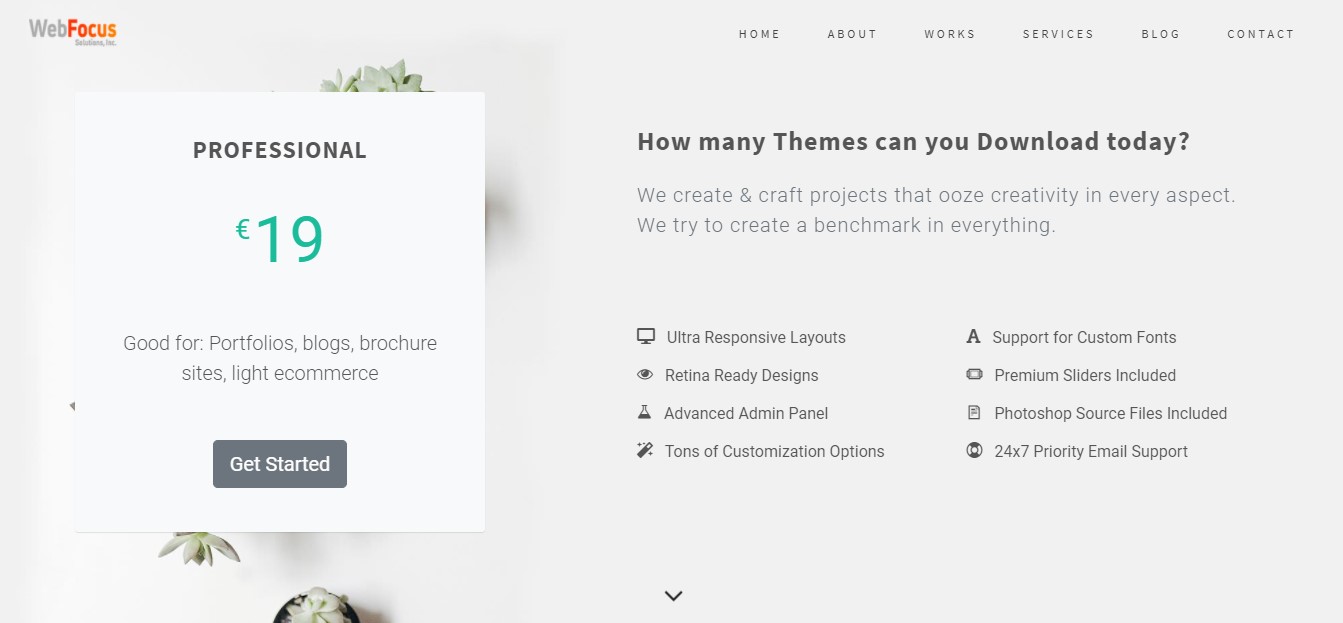 WebFocus
Solutions, Inc.
HOME ABOUT WORKS SERVICES BLOG CONTACT
PROFESSIONAL
€19
Good for: Portfolios, blogs, brochure
sites, light ecommerce
Get Started
How many Themes can you Download today?
We create & craft projects that ooze creativity in every aspect.
We try to create a benchmark in everything.
Ultra Responsive Layouts
Retina Ready Designs
Advanced Admin Panel
Tons of Customization Options
Support for Custom Fonts
Premium Sliders Included
Photoshop Source Files Included
24x7 Priority Email Support